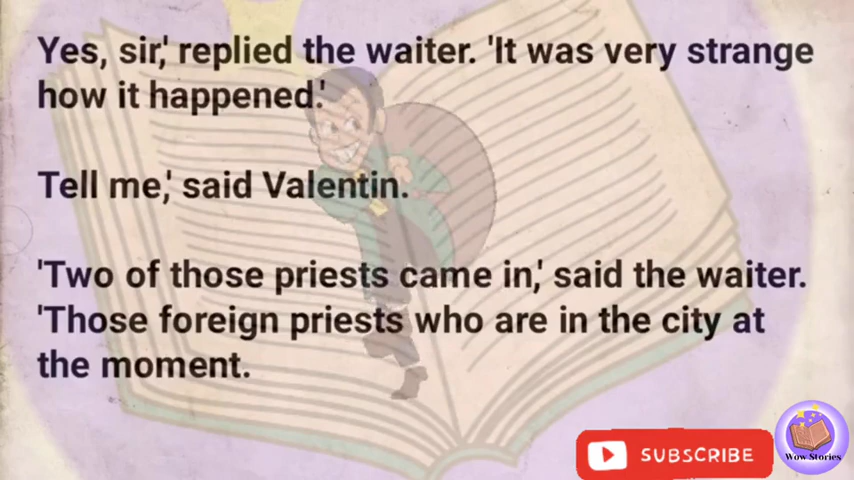 Yes, sir,' replied the waiter. 'It was very strange
how it happened.'
Tell me,' said Valentin.
'Two of those priests came in,' said the waiter.
'Those foreign priests who are in the city at
the moment.
SUBSCRIBE
Wow Stories